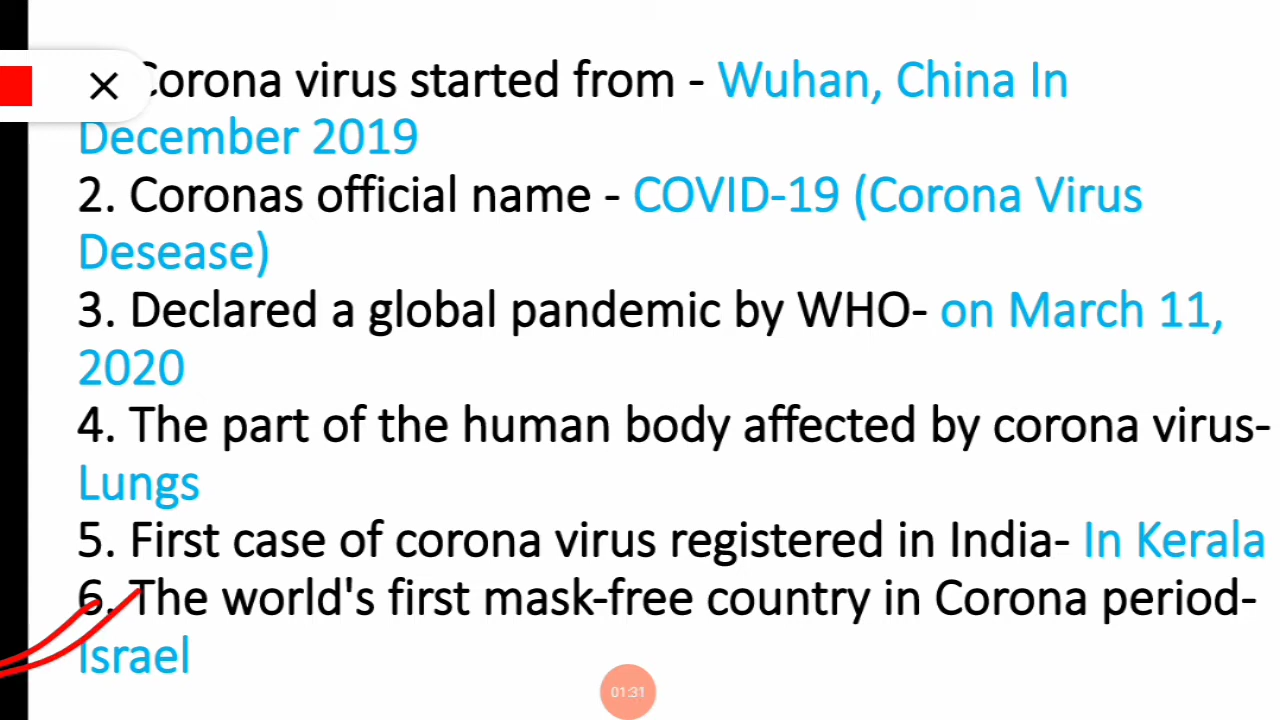 Corona virus started from - Wuhan, China In
December 2019
2. Coronas official name - COVID-19 (Corona Virus
Desease)
3. Declared a global pandemic by WHO- on March 11,
2020
4. The part of the human body affected by corona virus-
Lungs
5. First case of corona virus registered in India- In Kerala
6. The world's first mask-free country in Corona period-
Israel
01:31